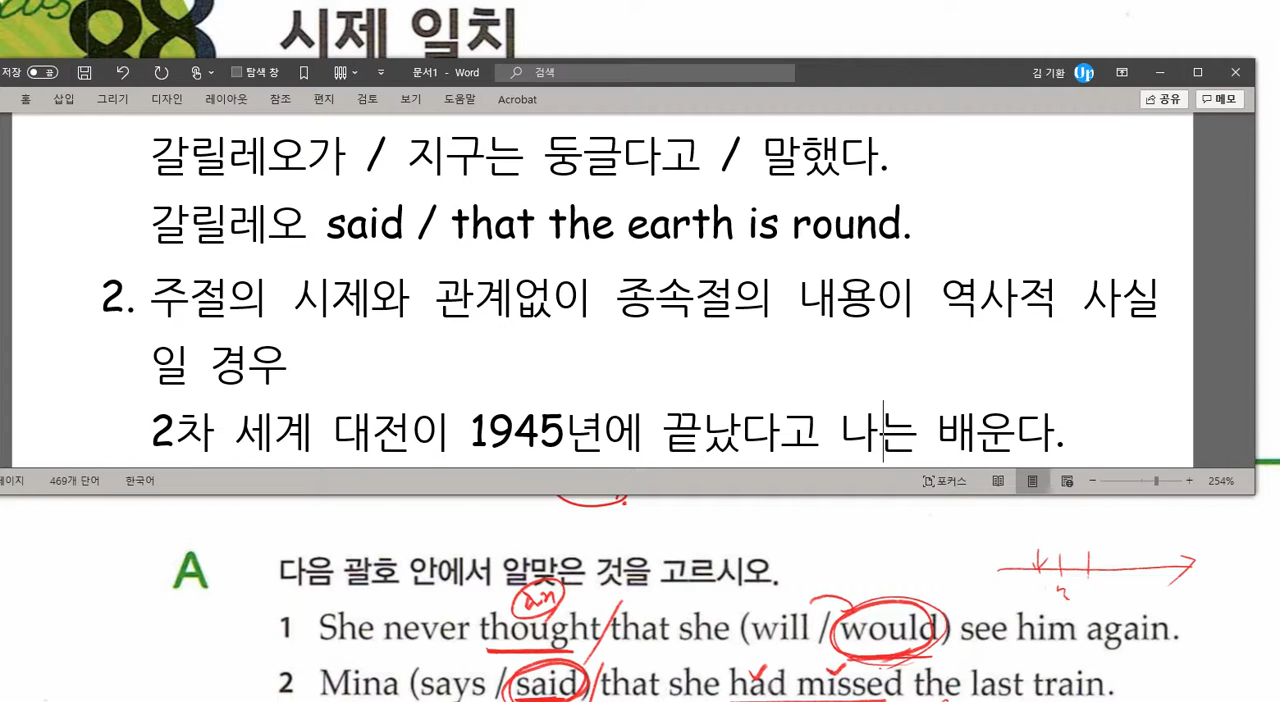 98 시제 일치
저장 탐색 창 문서1 - Word 검색 김 기환
홈 삽입 그리기 디자인 레이아웃 참조 편지 검토 보기 도움말 Acrobat 공유 메모
갈릴레오가 / 지구는 둥글다고 / 말했다.
갈릴레오 said / that the earth is round.
2. 주절의 시제와 관계없이 종속절의 내용이 역사적 사실
일 경우
2차 세계 대전이 1945년에 끝났다고 나는 배운다.
페이지 469개 단어 한국어 포커스 254%
A 다음 괄호 안에서 알맞은 것을 고르시오.
1 She never thought that she (will / would) see him again.
2 Mina (says / said) that she had missed the last train.